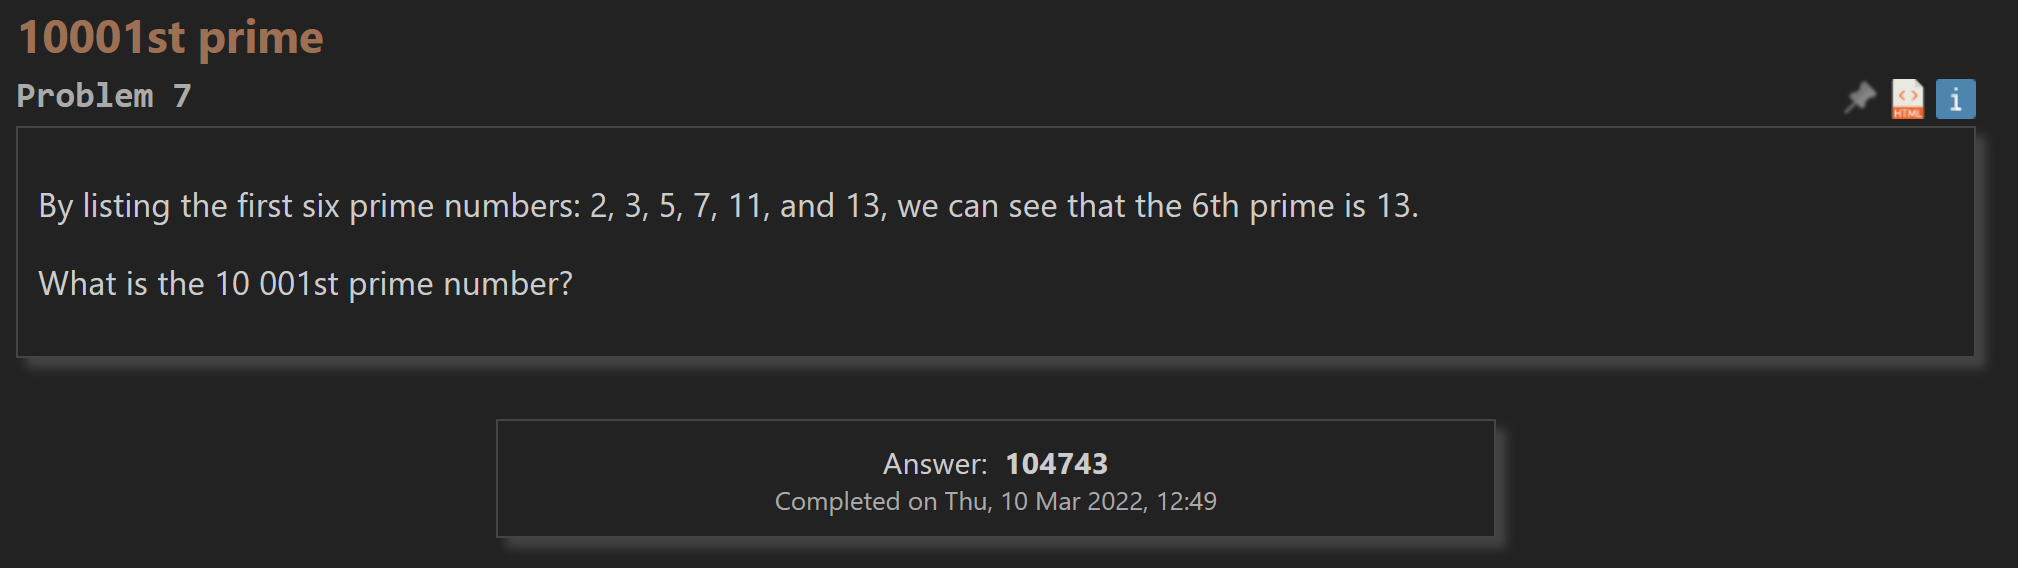 10001st prime
Problem 7
<>
HTML
i
By listing the first six prime numbers: 2, 3, 5, 7, 11, and 13, we can see that the 6th prime is 13.
What is the 10 001st prime number?
Answer: 104743
Completed on Thu, 10 Mar 2022, 12:49